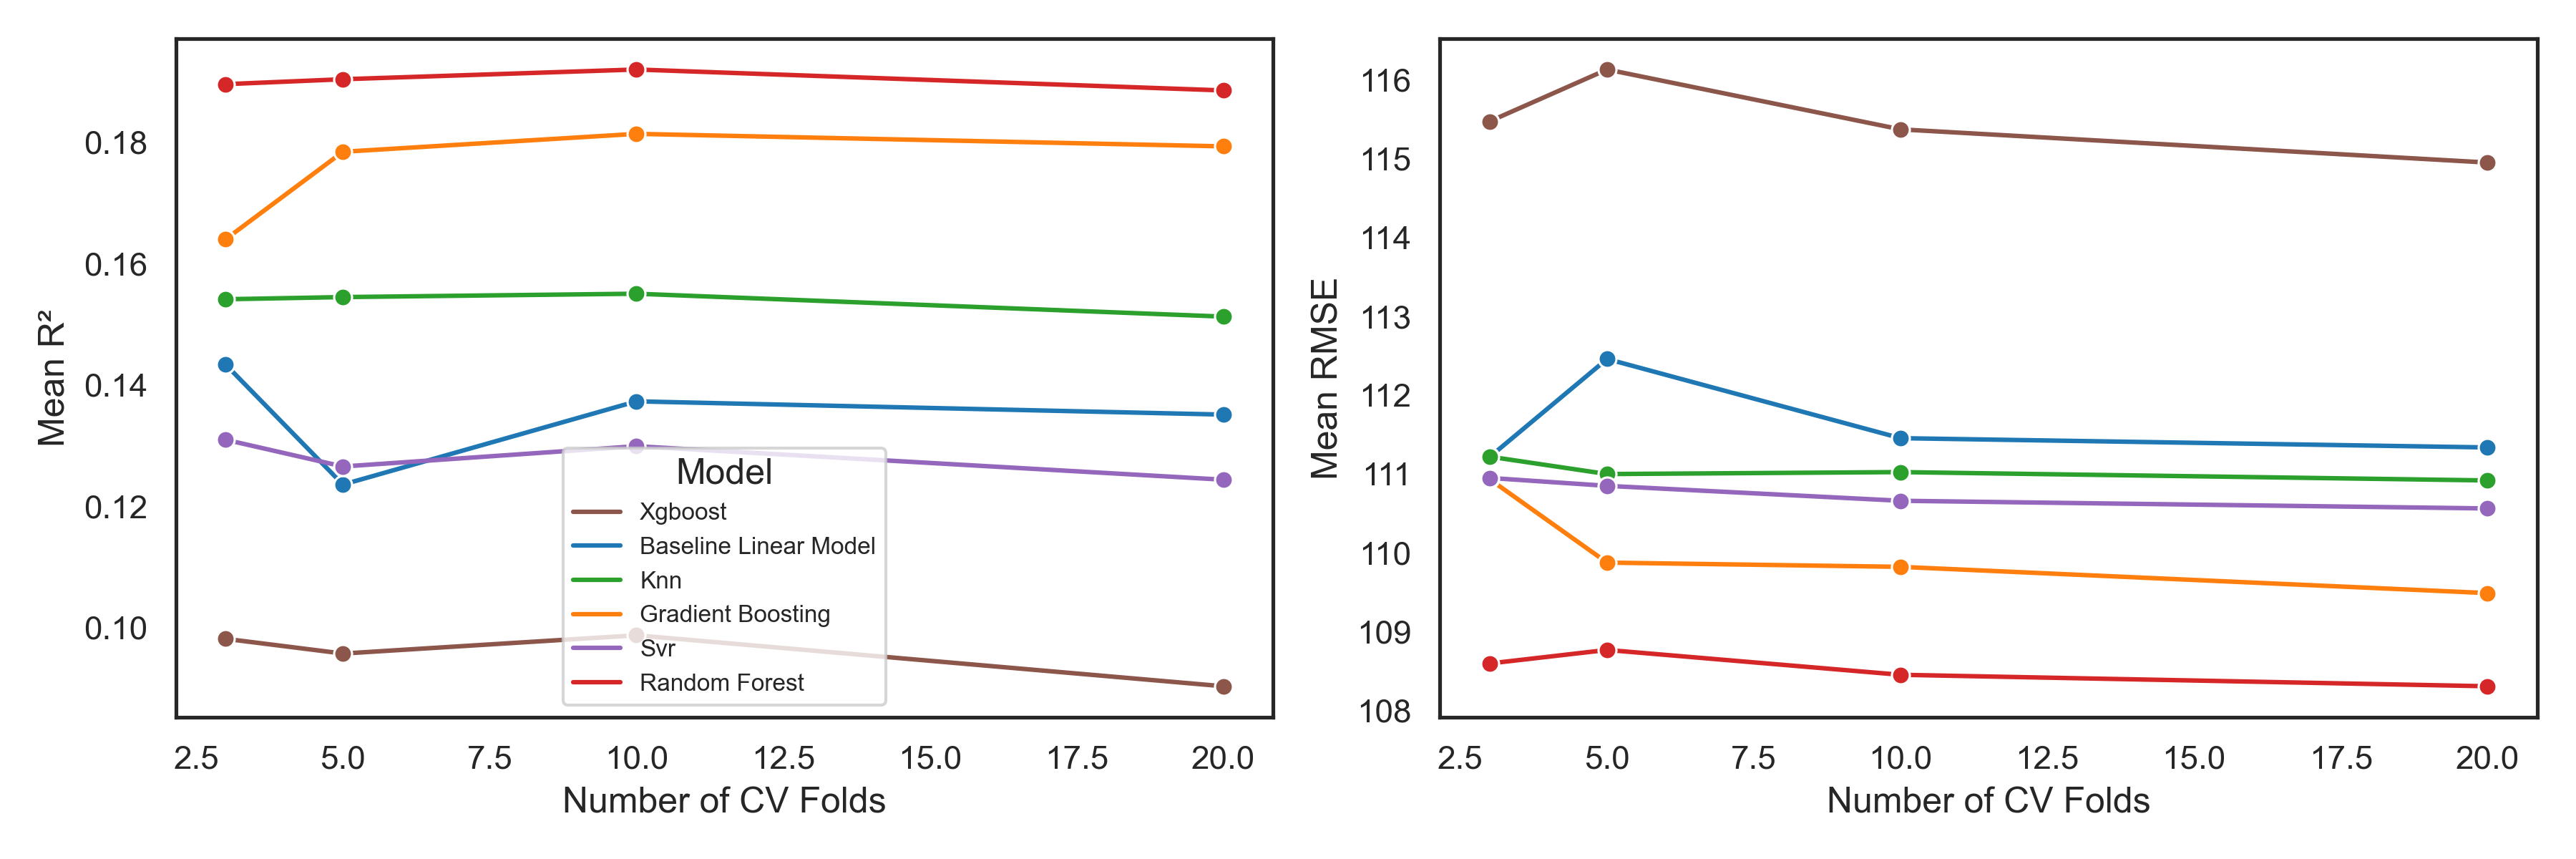 Mean R²
0.18
0.16
0.14
0.12
0.10
2.5 5.0 7.5 10.0 12.5 15.0 17.5 20.0
Number of CV Folds
Model
Xgboost
Baseline Linear Model
Knn
Gradient Boosting
Svr
Random Forest
Mean RMSE
116
115
114
113
112
111
110
109
108
2.5 5.0 7.5 10.0 12.5 15.0 17.5 20.0
Number of CV Folds